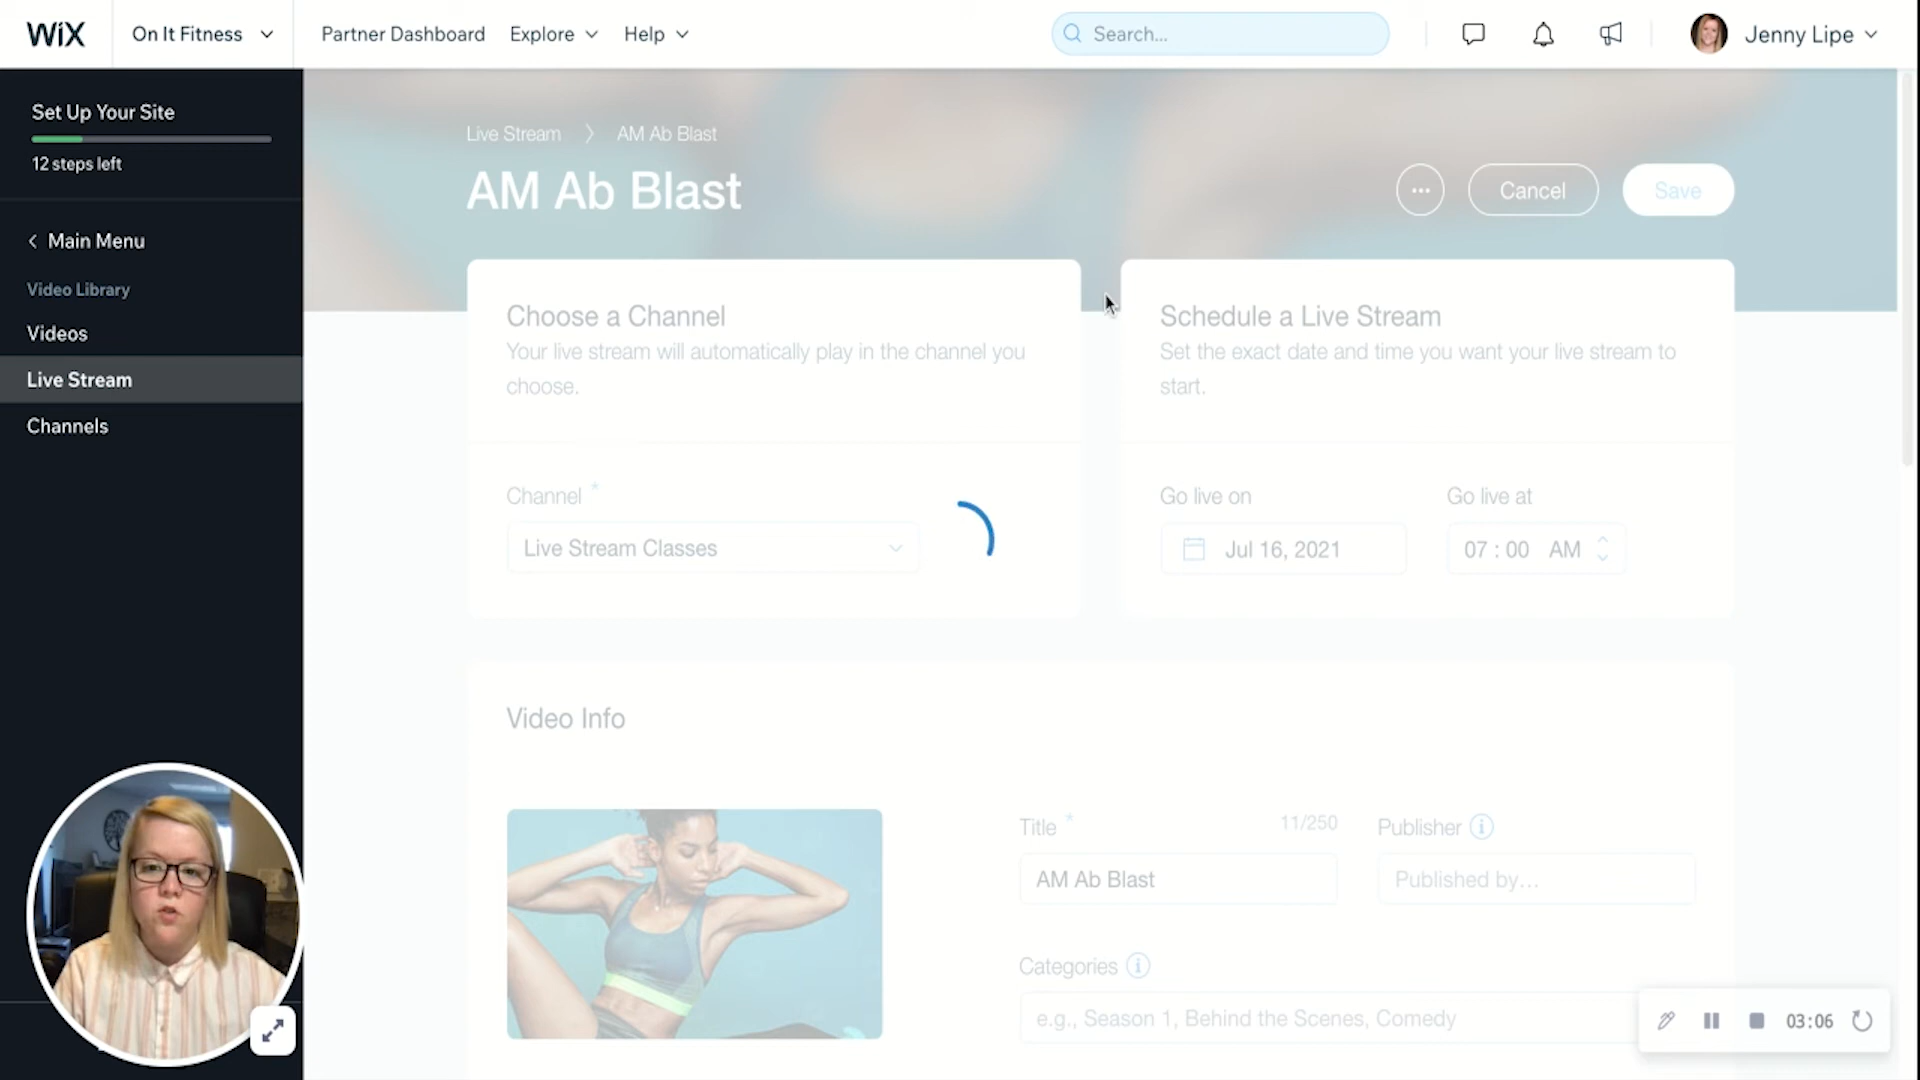 WiX
On It Fitness
Partner Dashboard
Explore
Help
Search...
Jenny Lipe
Set Up Your Site
12 steps left
Main Menu
Video Library
Videos
Live Stream
Channels
Live Stream > AM Ab Blast
AM Ab Blast
...
Cancel
Save
Choose a Channel
Your live stream will automatically play in the channel you
choose.
Channel *
Live Stream Classes
Schedule a Live Stream
Set the exact date and time you want your live stream to
start.
Go live on
Go live at
Jul 16, 2021
07 : 00 AM
Video Info
Title *
11/250
Publisher
AM Ab Blast
Published by...
Categories
e.g., Season 1, Behind the Scenes, Comedy
03:06